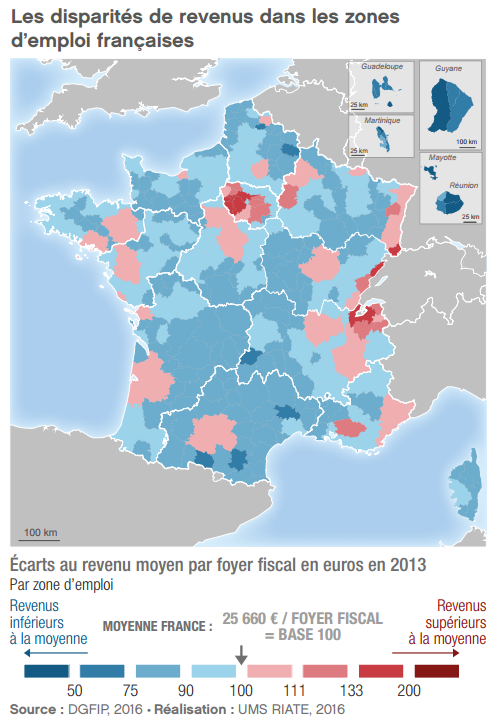 Les disparités de revenus dans les zones
d’emploi françaises
Guadeloupe
25 km
Guyane
100 km
Martinique
25 km
Mayotte
Réunion
25 km
100 km
Écarts au revenu moyen par foyer fiscal en euros en 2013
Par zone d’emploi
Revenus
inférieurs
à la moyenne
MOYENNE FRANCE :
25 660 € / FOYER FISCAL
= BASE 100
Revenus
supérieurs
à la moyenne
50 75 90 100 111 133 200
Source : DGFIP, 2016 • Réalisation : UMS RIATE, 2016